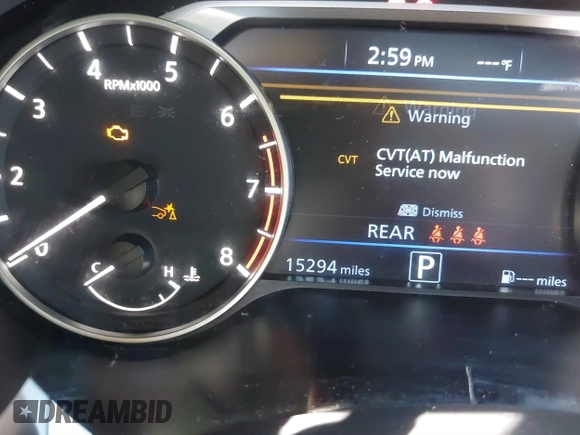 2:59 PM
---°F
Warning
CVT
CVT(AT) Malfunction
Service now
Dismiss
REAR
15294 miles
P
--- miles
RPMx1000
0
2
3
4
5
6
7
8
C
H
DREAMBID